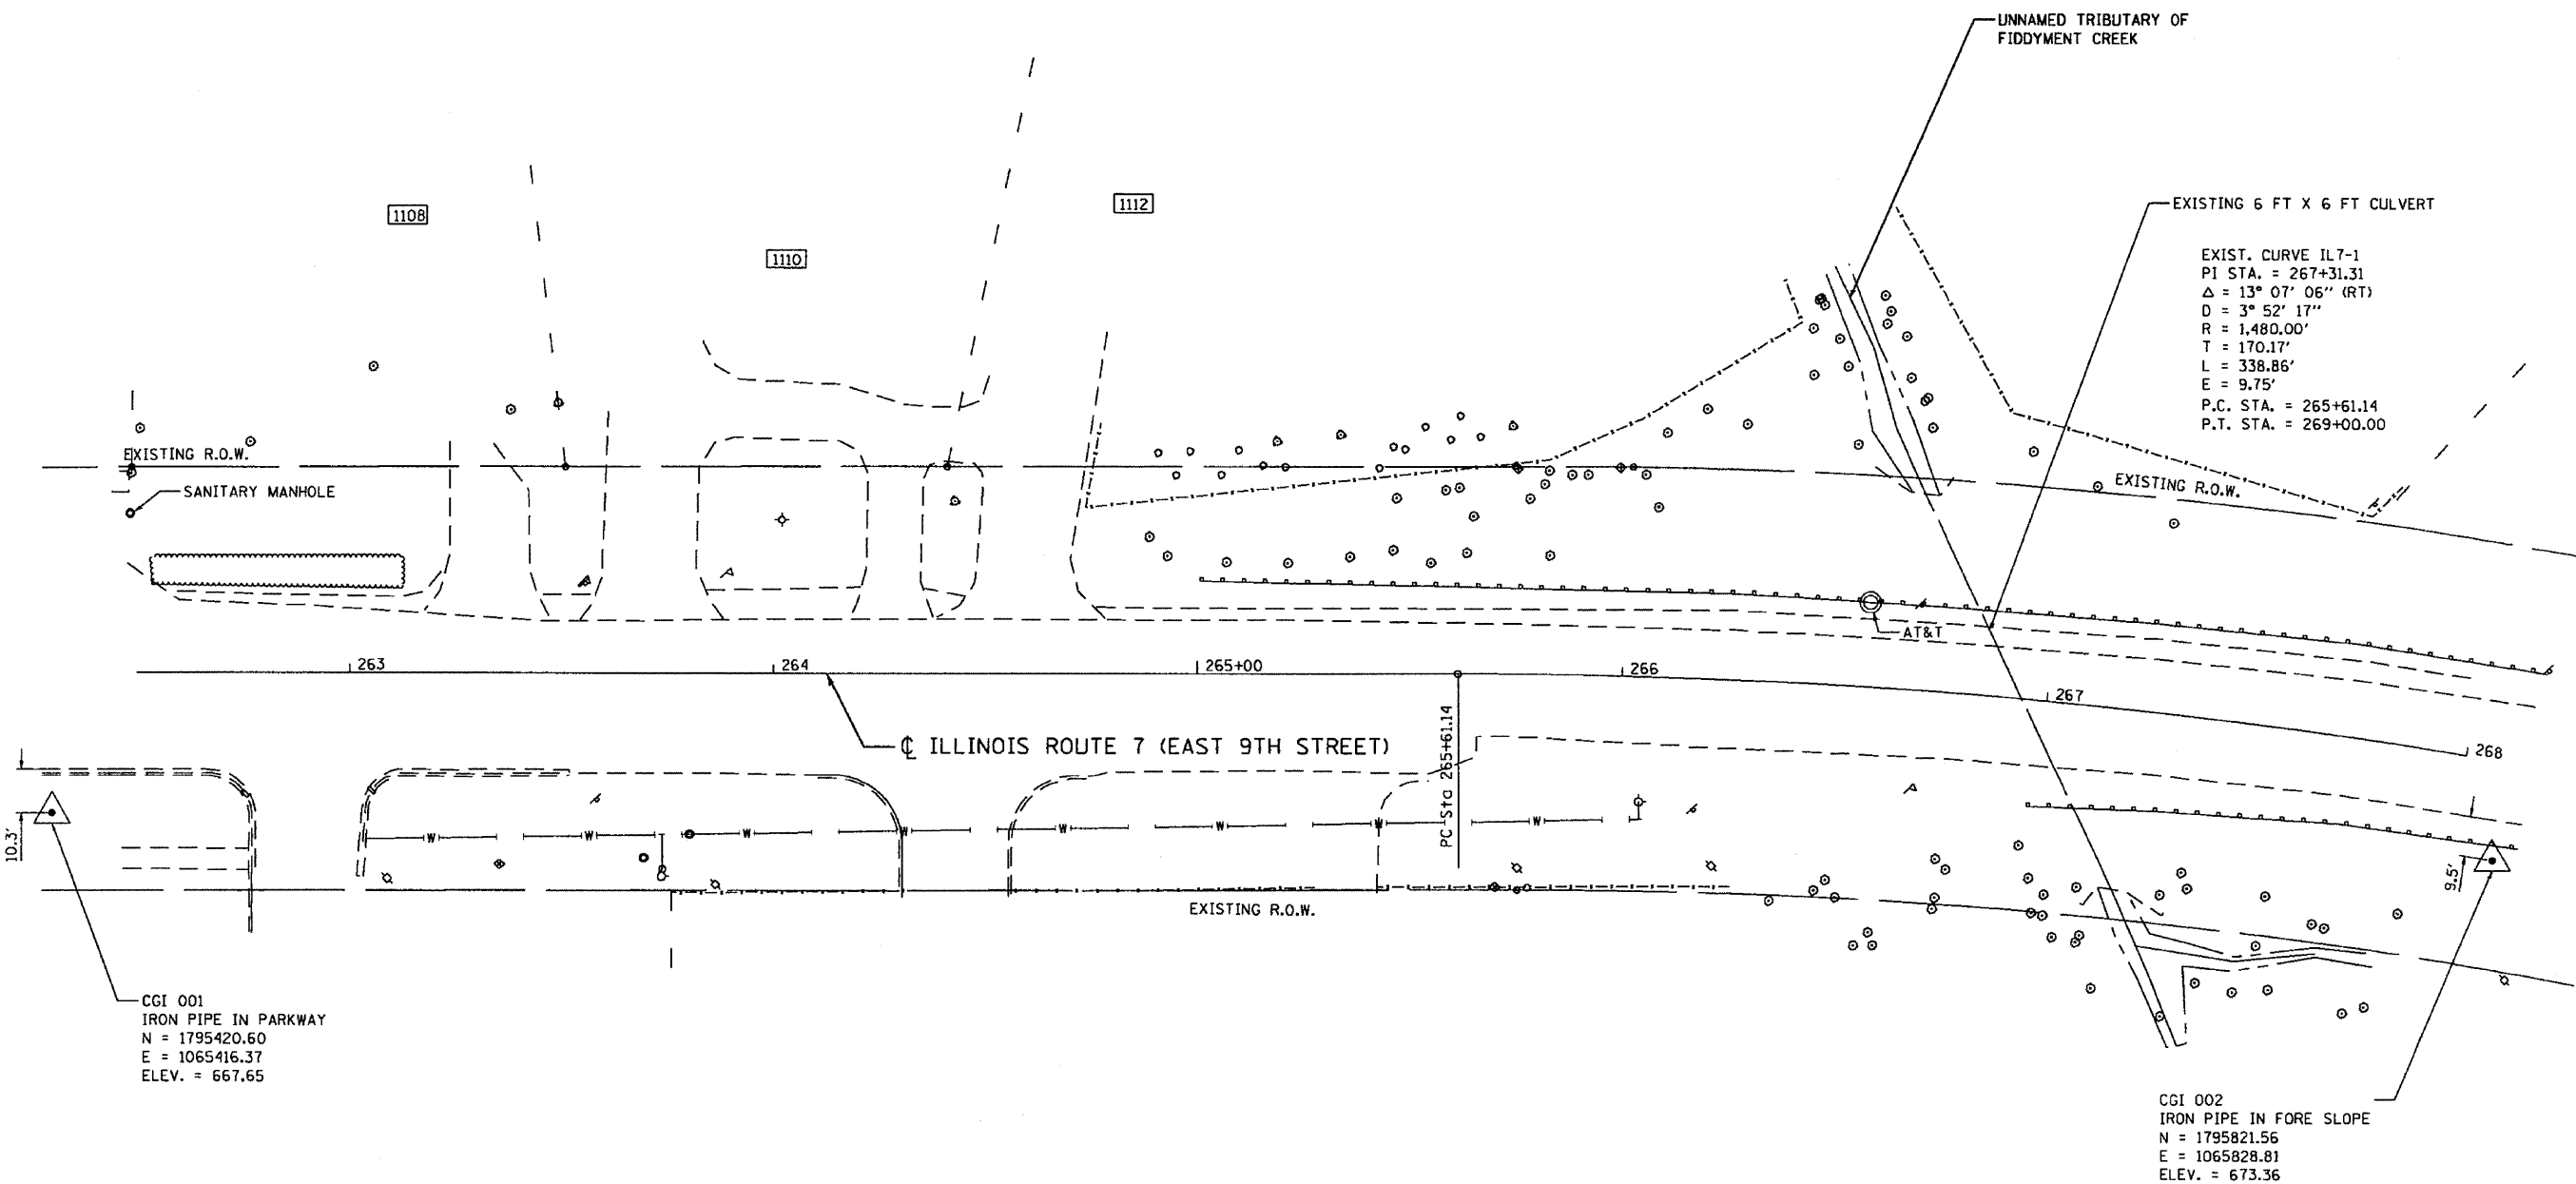 UNNAMED TRIBUTARY OF
FIDDYMENT CREEK
1108
1110
1112
EXISTING 6 FT X 6 FT CULVERT
EXIST. CURVE IL7-1
PI STA. = 267+31.31
Δ = 13° 07' 06'' (RT)
D = 3° 52' 17''
R = 1,480.00'
T = 170.17'
L = 338.86'
E = 9.75'
P.C. STA. = 265+61.14
P.T. STA. = 269+00.00
EXISTING R.O.W.
SANITARY MANHOLE
EXISTING R.O.W.
AT&T
263
264
265+00
266
267
268
PC Sta 265+61.14
℄ ILLINOIS ROUTE 7 (EAST 9TH STREET)
10.3'
W W W W W W W W
9.5'
EXISTING R.O.W.
CGI 001
IRON PIPE IN PARKWAY
N = 1795420.60
E = 1065416.37
ELEV. = 667.65
CGI 002
IRON PIPE IN FORE SLOPE
N = 1795821.56
E = 1065828.81
ELEV. = 673.36